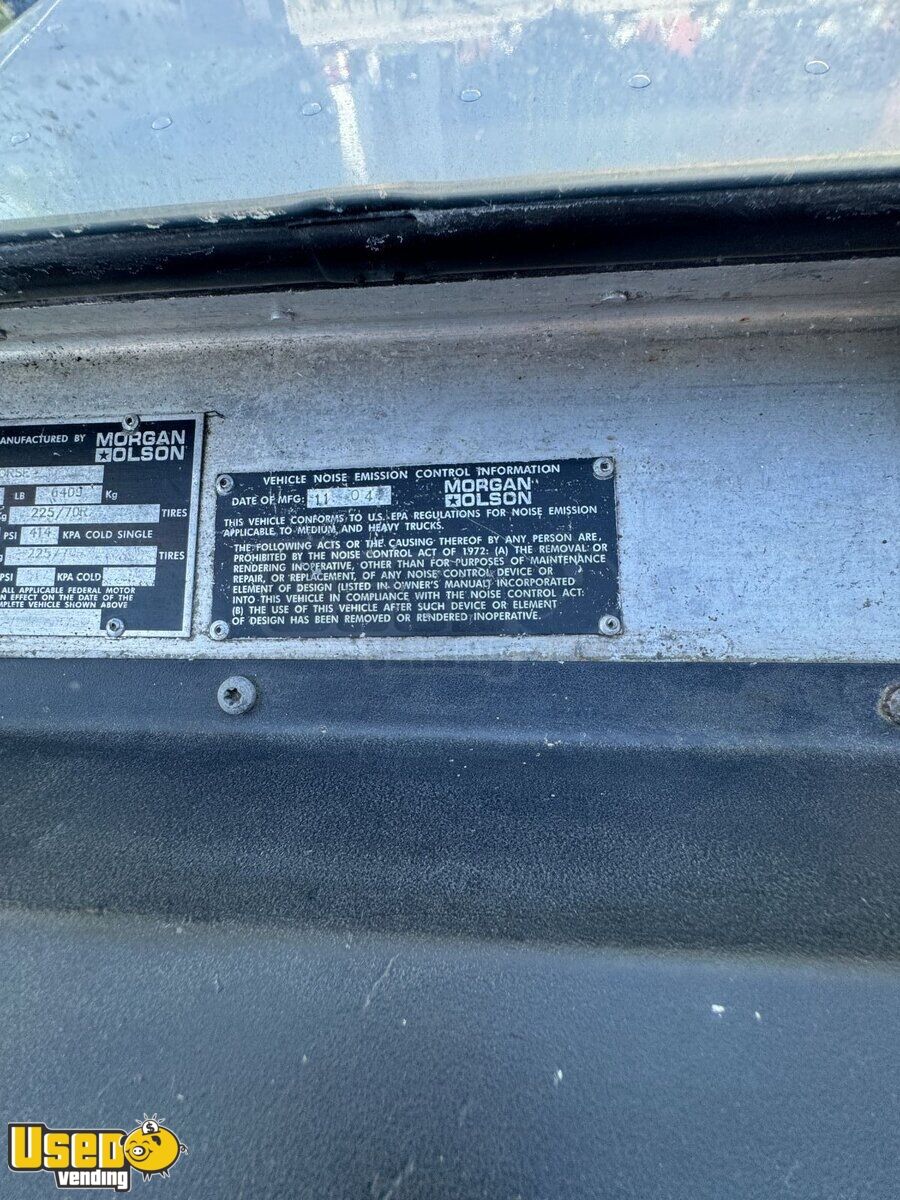 ANUFACTURED BY MORGAN
OLSON
LB 6409 Kg
225/70R TIRES
PSI 414 KPA COLD SINGLE
TIRES
PSI KPA COLD
ALL APPLICABLE FEDERAL MOTOR
N EFFECT ON THE DATE OF THE
MPLETE VEHICLE SHOWN ABOVE
VEHICLE NOISE EMISSION CONTROL INFORMATION
DATE OF MFG: 11 04 MORGAN
OLSON
THIS VEHICLE CONFORMS TO U.S. EPA REGULATIONS FOR NOISE EMISSION
APPLICABLE TO MEDIUM AND HEAVY TRUCKS.
THE FOLLOWING ACTS OR THE CAUSING THEREOF BY ANY PERSON ARE,
PROHIBITED BY THE NOISE CONTROL ACT OF 1972: (A) THE REMOVAL OR
RENDERING INOPERATIVE, OTHER THAN FOR PURPOSES OF MAINTENANCE
REPAIR, OR REPLACEMENT, OF ANY NOISE CONTROL DEVICE OR
ELEMENT OF DESIGN (LISTED IN OWNER'S MANUAL) INCORPORATED
INTO THIS VEHICLE IN COMPLIANCE WITH THE NOISE CONTROL ACT:
(B) THE USE OF THIS VEHICLE AFTER SUCH DEVICE OR ELEMENT
OF DESIGN HAS BEEN REMOVED OR RENDERED INOPERATIVE.
USED
vending